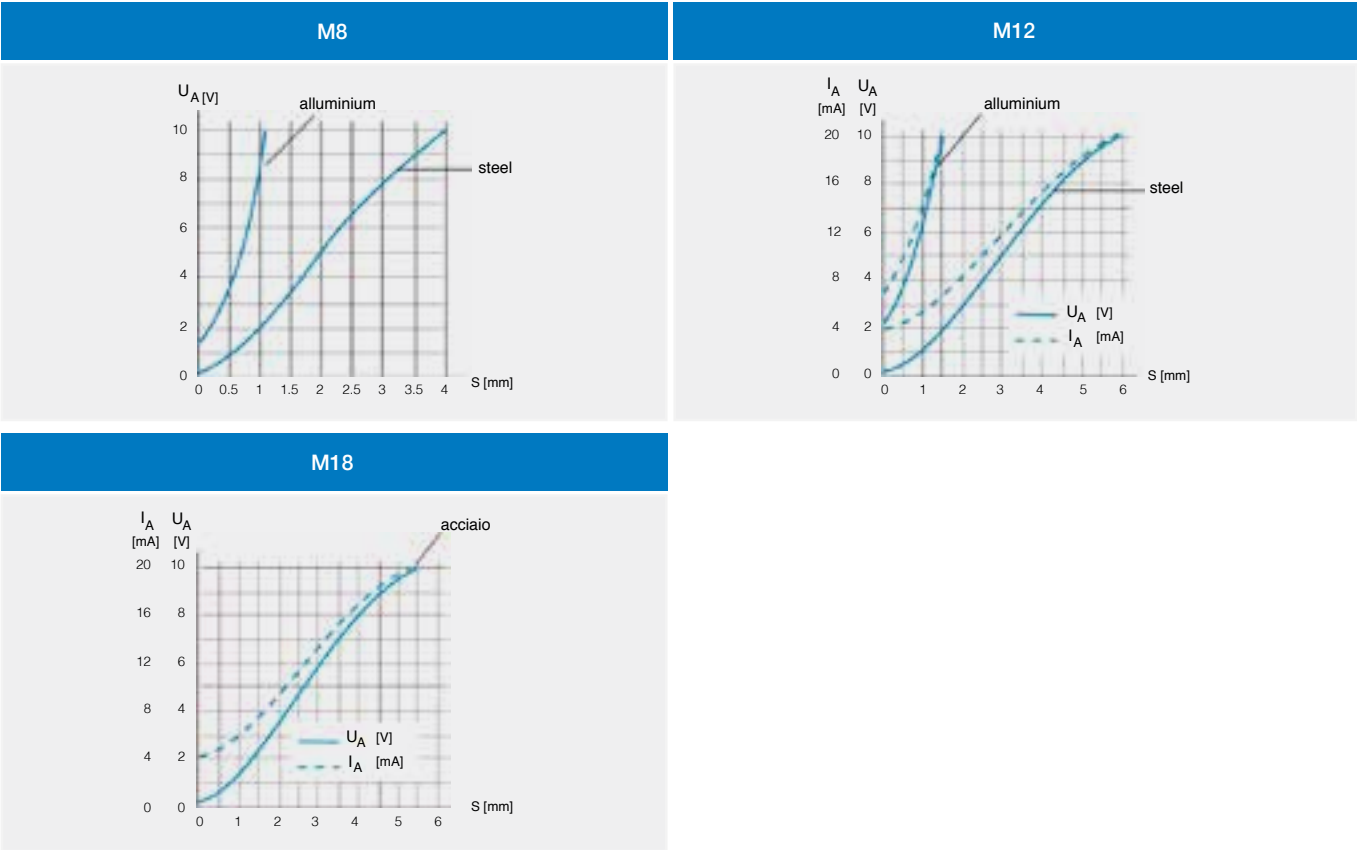 M8
U A [V]
alluminium
steel
10
8
6
4
2
0
0 0.5 1 1.5 2 2.5 3 3.5 4 S [mm]
M12
I A U A
[mA] [V]
alluminium
steel
20 10
16 8
12 6
8 4
4 2
0 0
U A [V]
I A [mA]
0 1 2 3 4 5 6 S [mm]
M18
I A U A
[mA] [V]
acciaio
20 10
16 8
12 6
8 4
4 2
0 0
U A [V]
I A [mA]
0 1 2 3 4 5 6 S [mm]